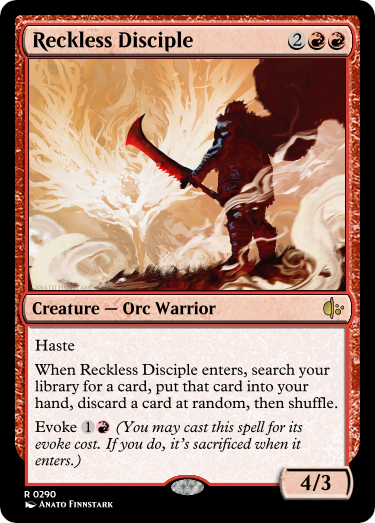 Reckless Disciple 2
Creature — Orc Warrior
Haste
When Reckless Disciple enters, search your
library for a card, put that card into your
hand, discard a card at random, then shuffle.
Evoke 1 (You may cast this spell for its
evoke cost. If you do, it's sacrificed when it
enters.)
4/3
R 0290
Anato Finnstark